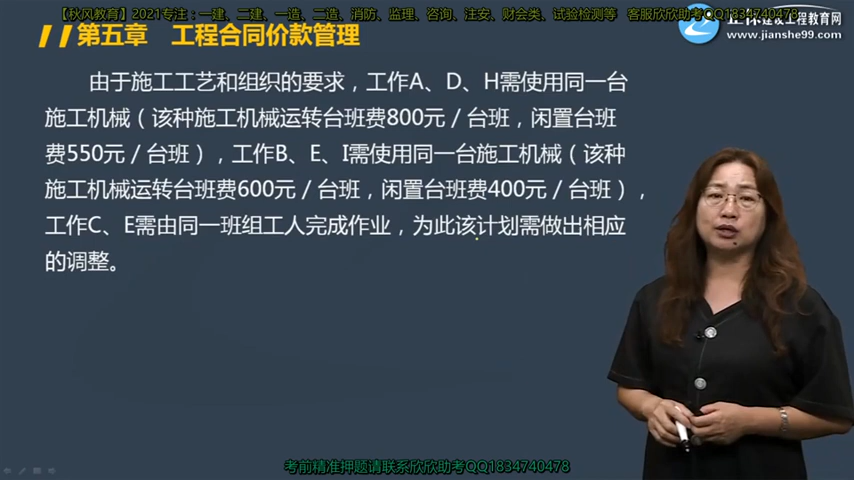 【秋风教育】2021专注：一建、二建、一造、二造、消防、监理、咨询、注安、财会类、试验检测等 客服欣欣助考QQ1834740478
第五章 工程合同价款管理
建设工程教育网
www.jianshe99.com
由于施工工艺和组织的要求，工作A、D、H需使用同一台
施工机械（该种施工机械运转台班费800元／台班，闲置台班
费550元／台班），工作B、E、I需使用同一台施工机械（该种
施工机械运转台班费600元／台班，闲置台班费400元／台班），
工作C、E需由同一班组工人完成作业，为此该计划需做出相应
的调整。
考前精准押题请联系欣欣助考QQ1834740478